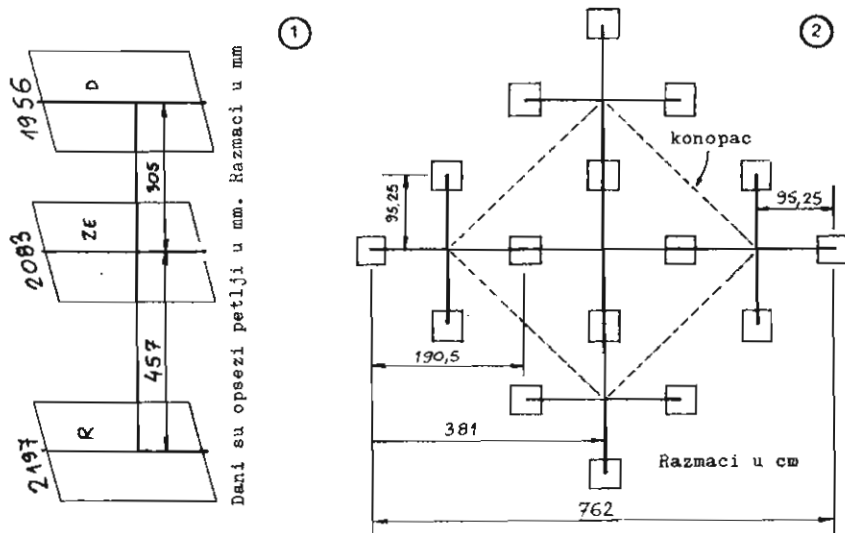 1
1956
D
305
2083
ZE
457
2197
R
Dani su opsezi petlji u mm. Razmaci u mm
2
konopac
95,25
95,25
190,5
381
Razmaci u cm
762